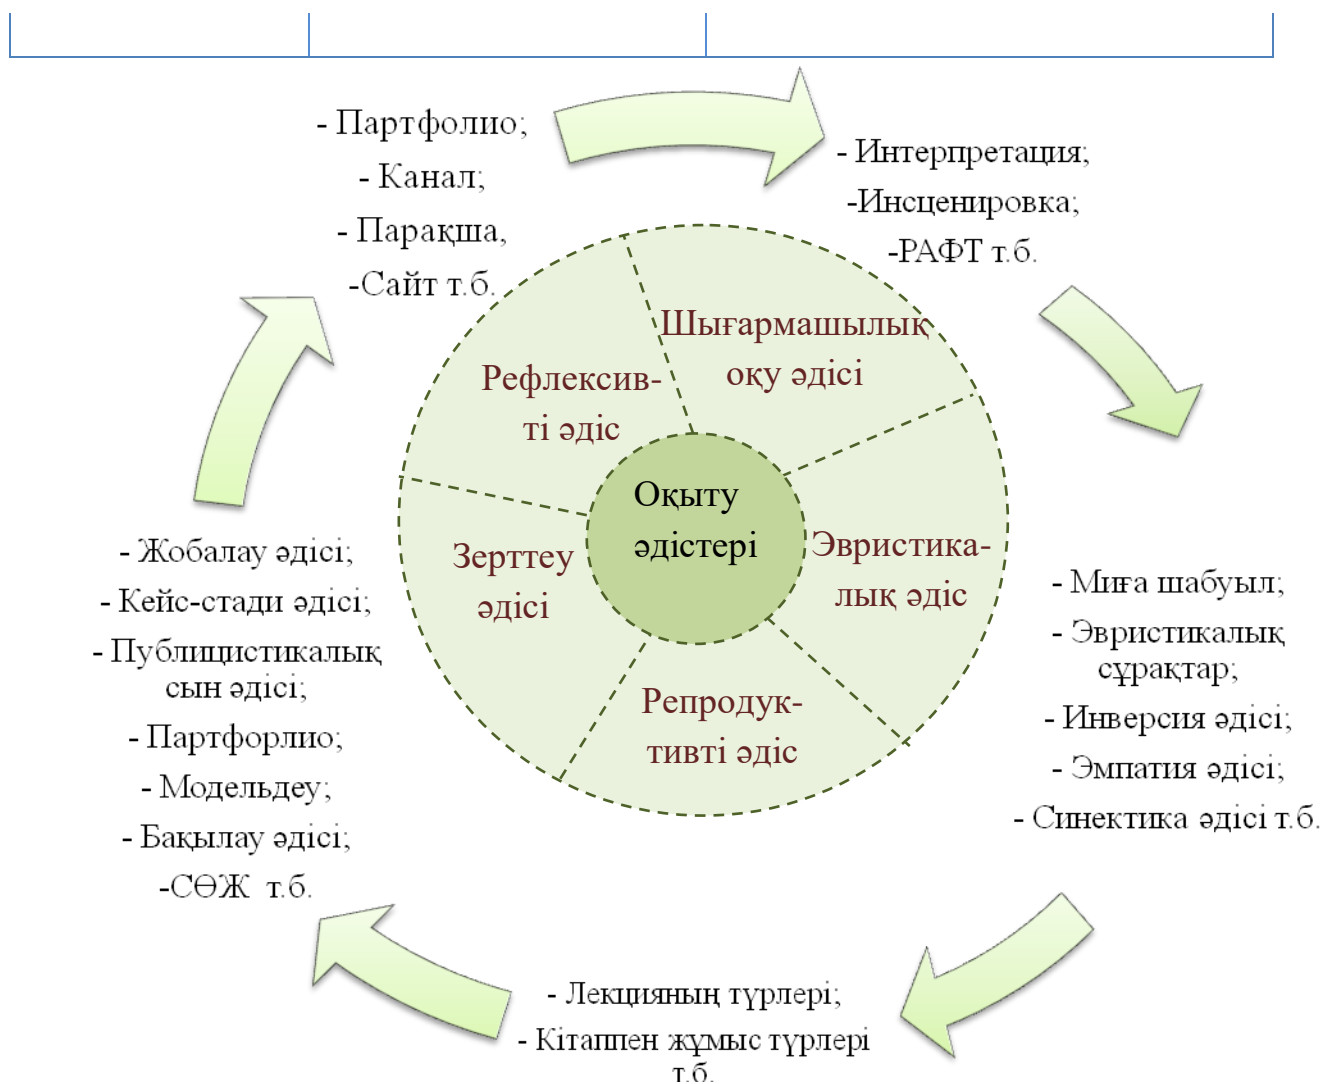 - Партфолио;
- Канал;
- Парақша,
-Сайт т.б.
- Интерпретация;
-Инсценировка;
-РАФТ т.б.
Шығармашылық
оқу әдісі
Рефлексив-
ті әдіс
Оқыту
әдістері
Зерттеу
әдісі
Эвристика-
лық әдіс
Репродук-
тивті әдіс
- Жобалау әдісі;
- Кейс-стади әдісі;
- Публицистикалық
сын әдісі;
- Партфорлио;
- Модельдеу;
- Бақылау әдісі;
-СӨЖ т.б.
- Миға шабуыл;
- Эвристикалық
сұрақтар;
- Инверсия әдісі;
- Эмпатия әдісі;
- Синектика әдісі т.б.
- Лекцияның түрлері;
- Кітаппен жұмыс түрлері
т.б.